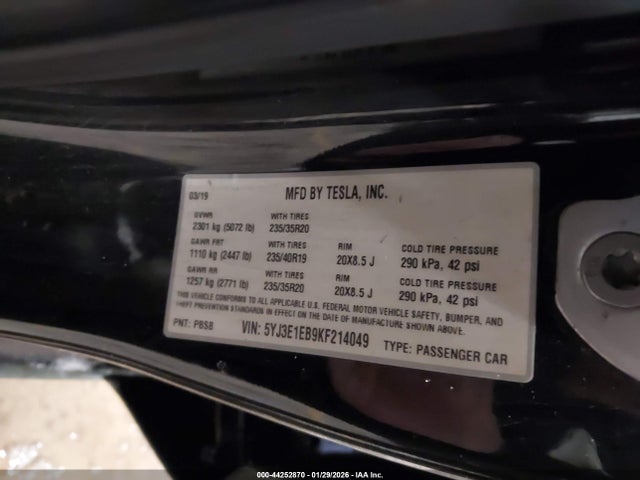 03/19 MFD BY TESLA, INC.
GVWR WITH TIRES
2301 kg (5072 lb) 235/35R20
GAWR FRT WITH TIRES RIM COLD TIRE PRESSURE
1110 kg (2447 lb) 235/40R19 20X8.5 J 290 kPa, 42 psi
GAWR RR WITH TIRES RIM COLD TIRE PRESSURE
1257 kg (2771 lb) 235/35R20 20X8.5 J 290 kPa, 42 psi
THIS VEHICLE CONFORMS TO ALL APPLICABLE U.S. FEDERAL MOTOR VEHICLE SAFETY, BUMPER, AND
THEFT PREVENTION STANDARDS IN EFFECT ON THE DATE OF MANUFACTURE SHOWN ABOVE.
PNT: PBSB VIN: 5YJ3E1EB9KF214049 TYPE: PASSENGER CAR
000-44252870 - 01/29/2026 - IAA Inc.